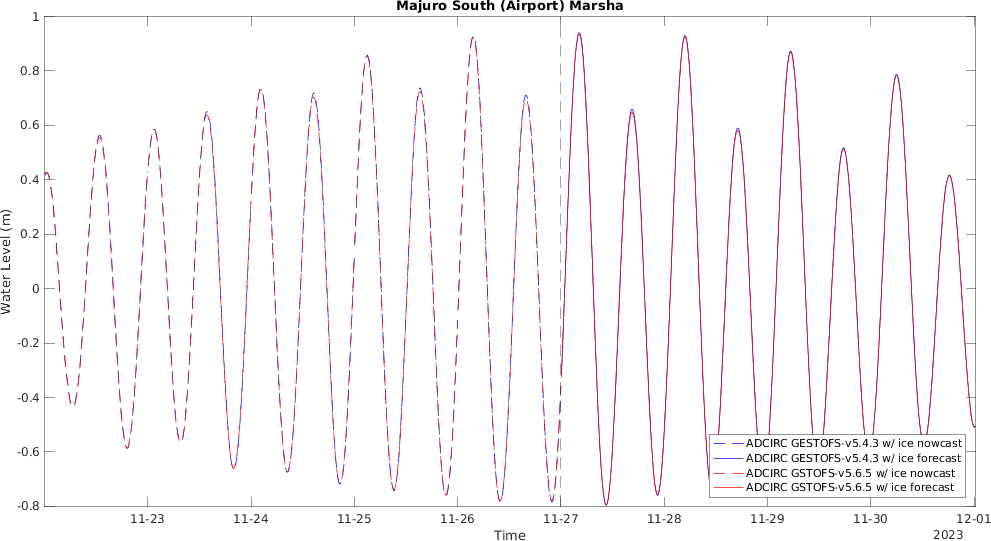 Majuro South (Airport) Marsha
Water Level (m)
1
0.8
0.6
0.4
0.2
0
-0.2
-0.4
-0.6
-0.8
ADCIRC GESTOFS-v5.4.3 w/ ice nowcast
ADCIRC GESTOFS-v5.4.3 w/ ice forecast
ADCIRC GSTOFS-v5.6.5 w/ ice nowcast
ADCIRC GSTOFS-v5.6.5 w/ ice forecast
11-23 11-24 11-25 11-26 11-27 11-28 11-29 11-30 12-01
Time
2023